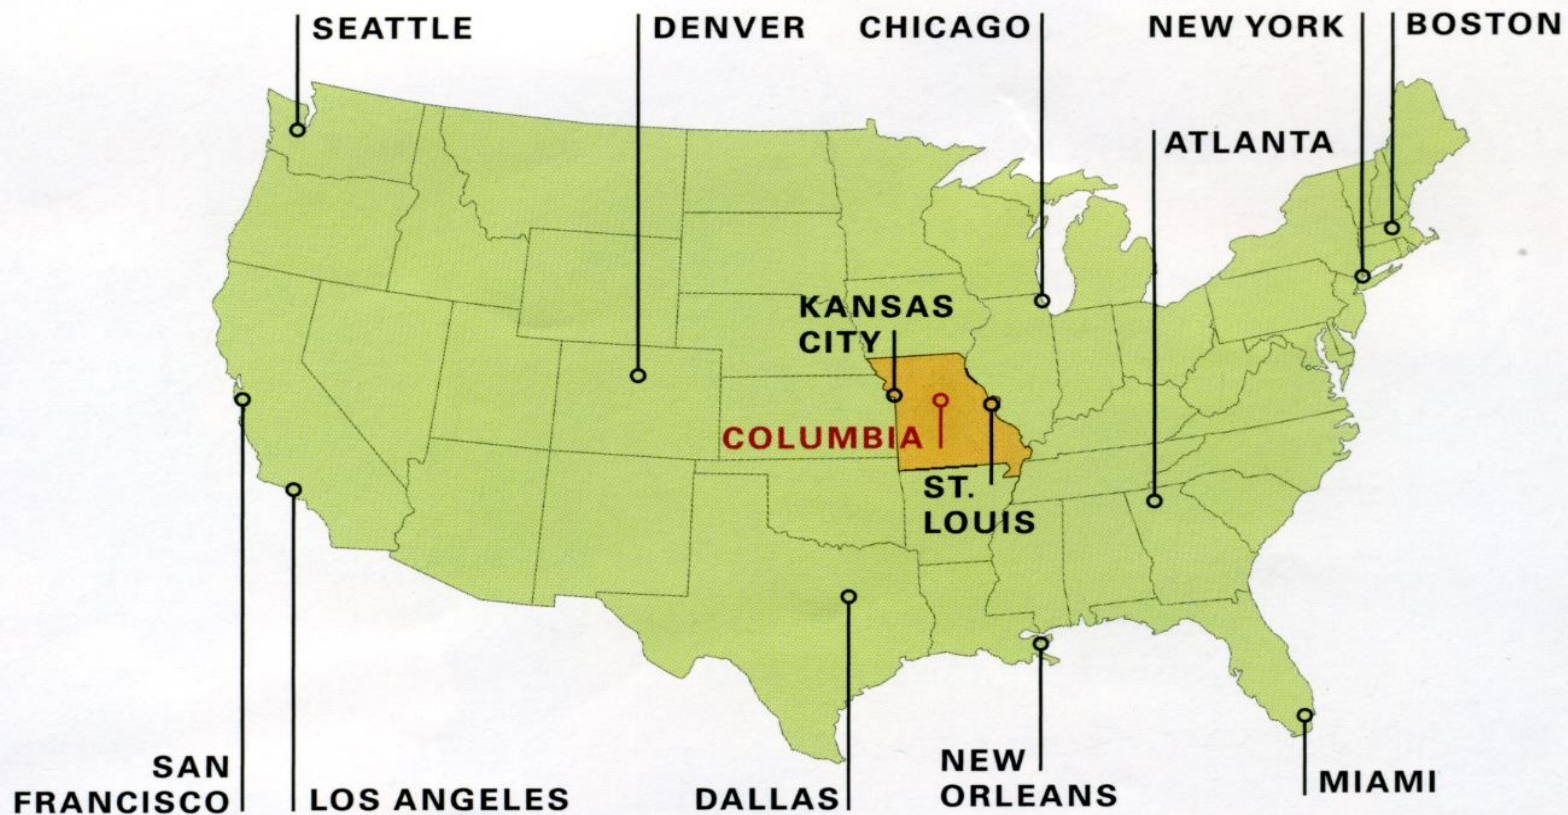 SEATTLE
DENVER
CHICAGO
NEW YORK
BOSTON
ATLANTA
KANSAS
CITY
COLUMBIA
ST.
LOUIS
SAN
FRANCISCO
LOS ANGELES
DALLAS
NEW
ORLEANS
MIAMI